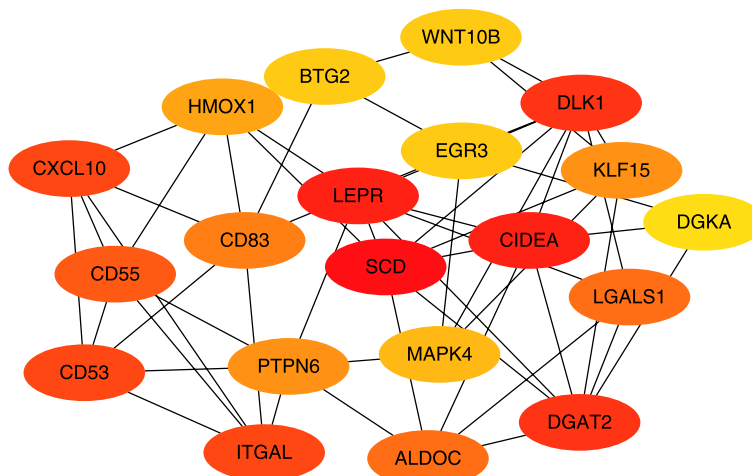 WNT10B
BTG2
HMOX1
DLK1
EGR3
CXCL10
KLF15
LEPR
DGKA
CD83
CIDEA
SCD
CD55
LGALS1
MAPK4
PTPN6
CD53
DGAT2
ITGAL
ALDOC